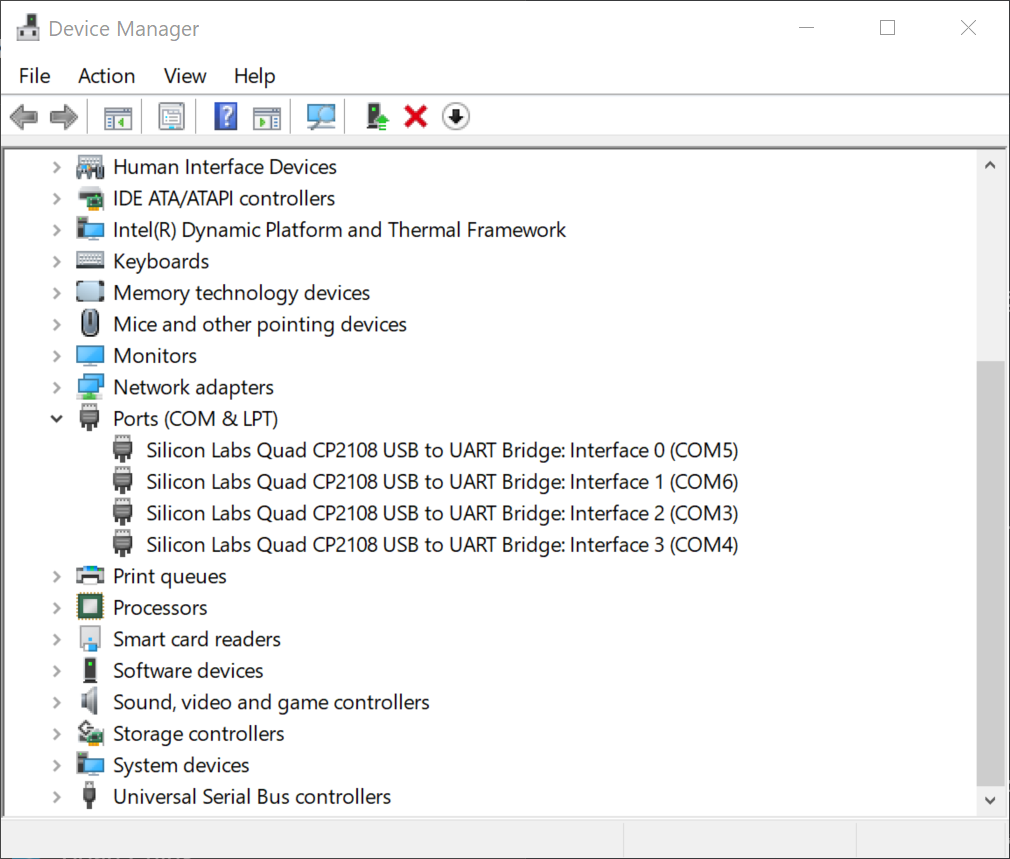 Device Manager
File Action View Help
Human Interface Devices
IDE ATA/ATAPI controllers
Intel(R) Dynamic Platform and Thermal Framework
Keyboards
Memory technology devices
Mice and other pointing devices
Monitors
Network adapters
Ports (COM & LPT)
Silicon Labs Quad CP2108 USB to UART Bridge: Interface 0 (COM5)
Silicon Labs Quad CP2108 USB to UART Bridge: Interface 1 (COM6)
Silicon Labs Quad CP2108 USB to UART Bridge: Interface 2 (COM3)
Silicon Labs Quad CP2108 USB to UART Bridge: Interface 3 (COM4)
Print queues
Processors
Smart card readers
Software devices
Sound, video and game controllers
Storage controllers
System devices
Universal Serial Bus controllers